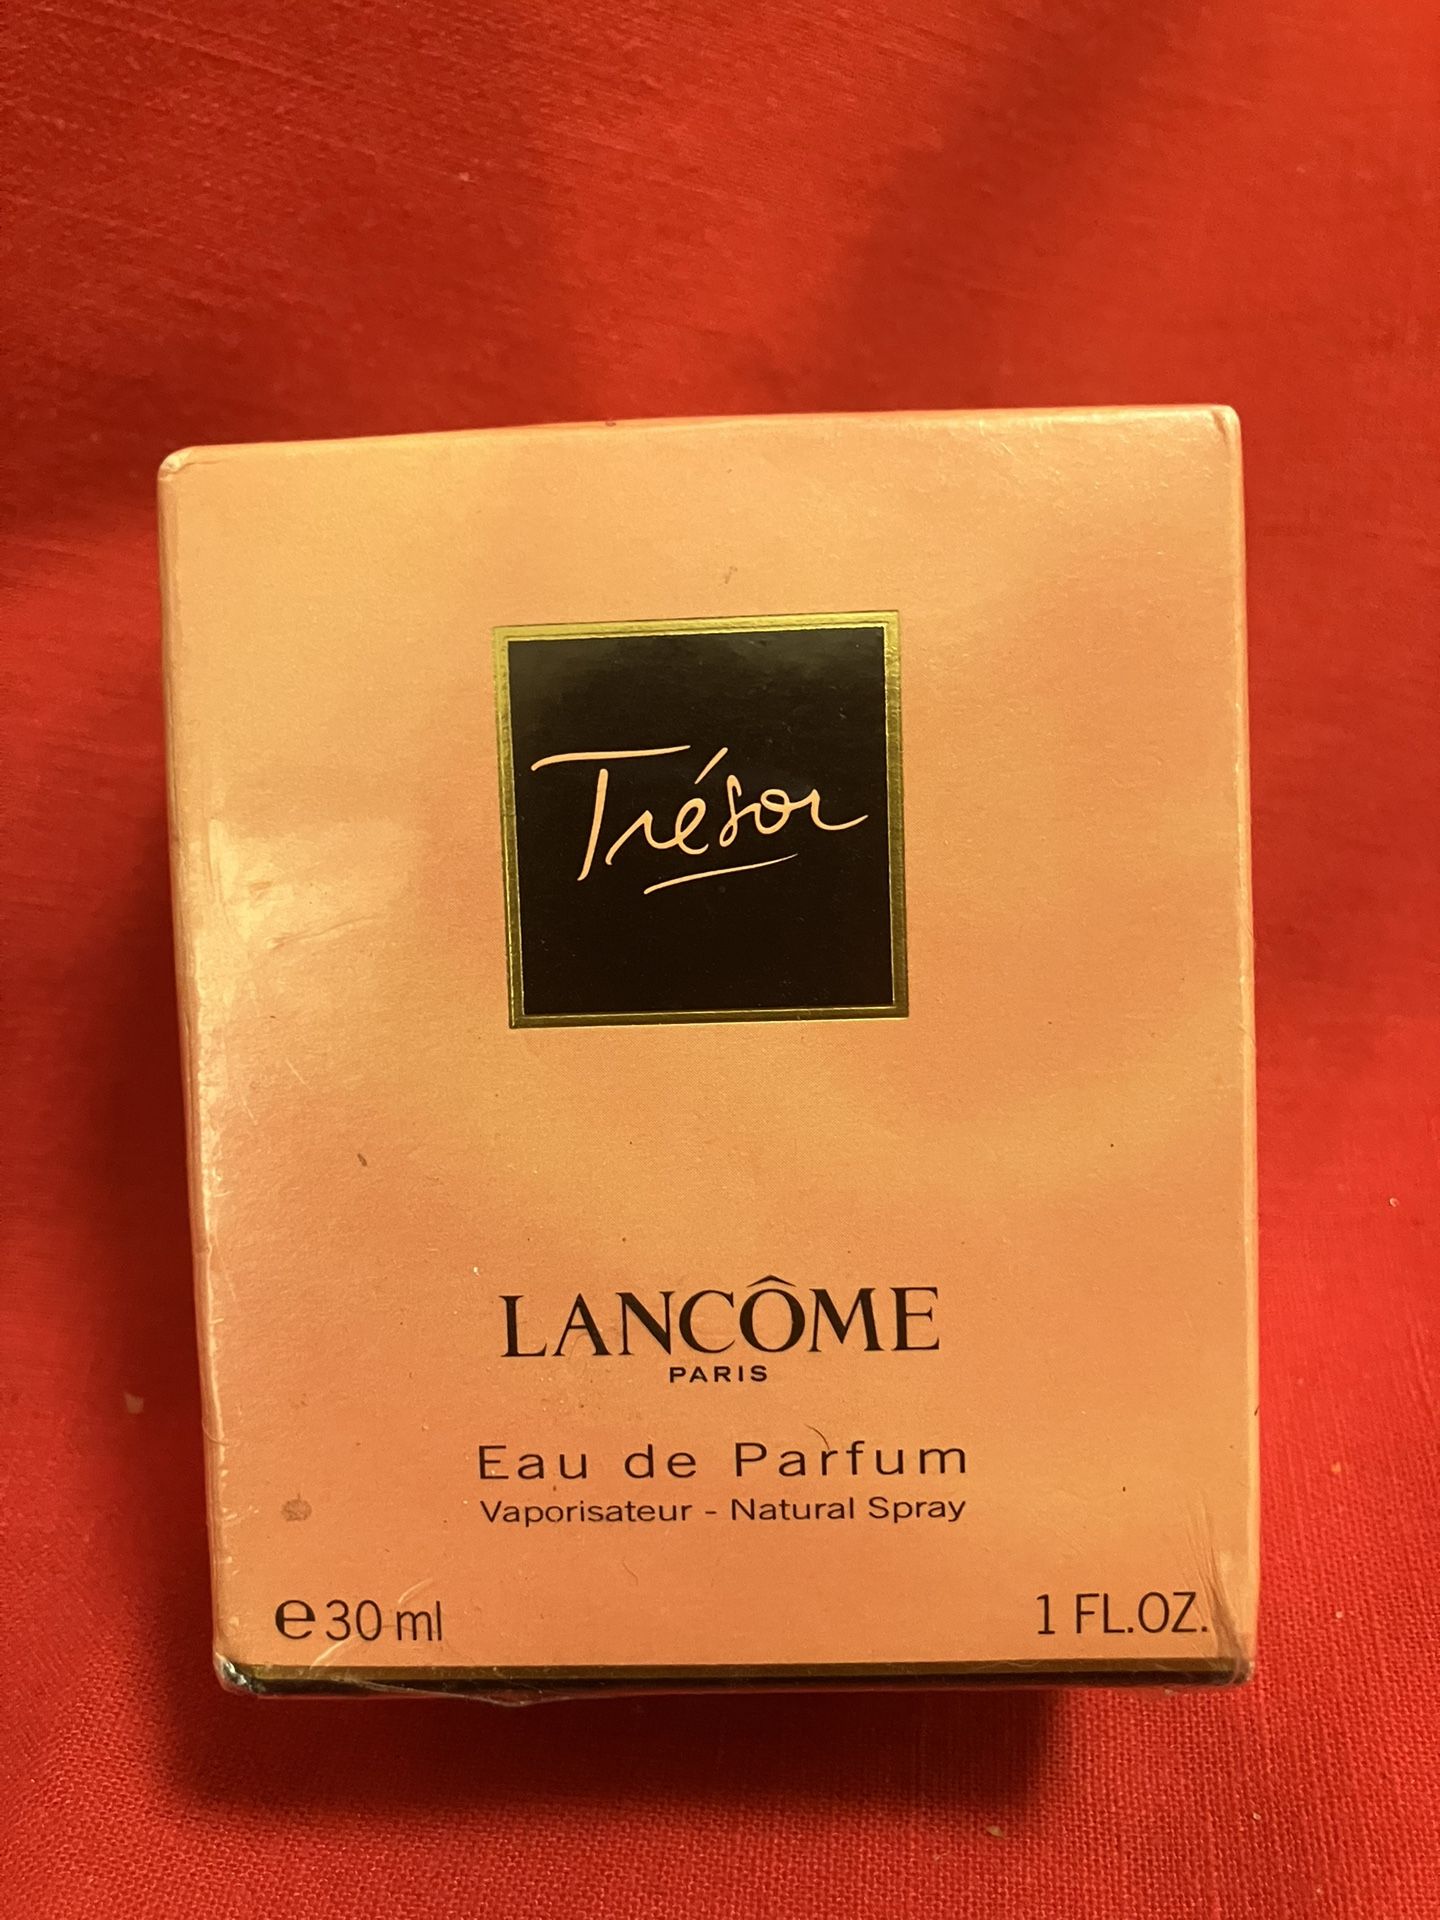 Trésor
LANCÔME
PARIS
Eau de Parfum
Vaporisateur - Natural Spray
℮30 ml
1 FL.OZ.